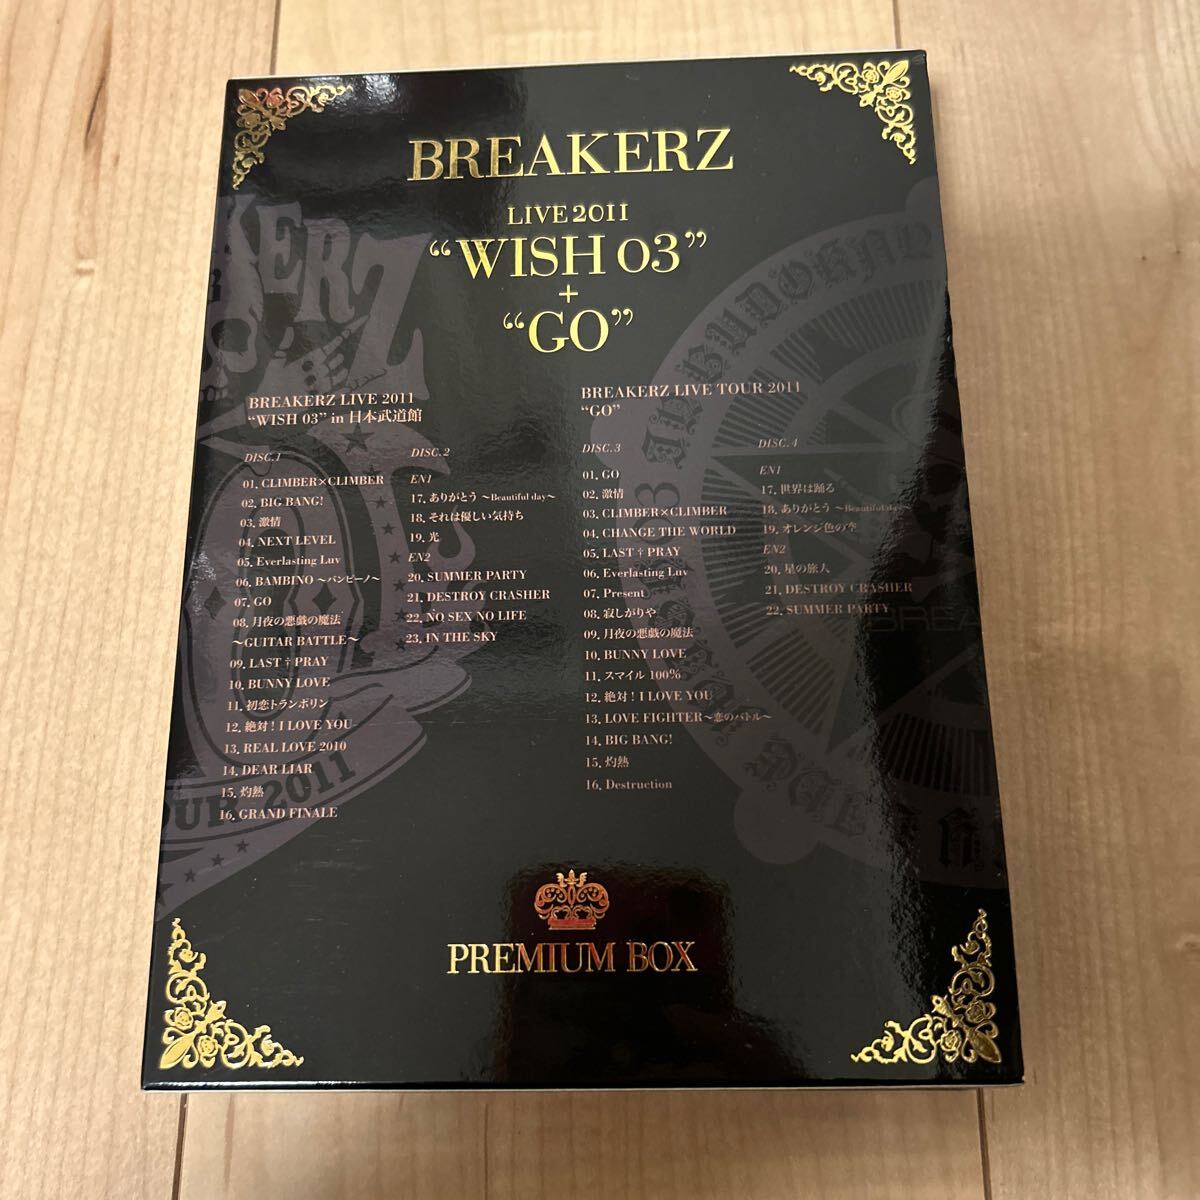 BREAKERZ
LIVE 2011
“WISH 03”
+
“GO”
BREAKERZ LIVE 2011
“WISH 03” in 日本武道館
DISC.1
01. CLIMBER×CLIMBER
02. BIG BANG!
03. 激情
04. NEXT LEVEL
05. Everlasting Luv
06. BAMBINO ～バンビーノ～
07. GO
08. 月夜の悪戯の魔法
～GUITAR BATTLE～
09. LAST†PRAY
10. BUNNY LOVE
11. 初恋トランポリン
12. 絶対! I LOVE YOU
13. REAL LOVE 2010
14. DEAR LIAR
15. 灼熱
16. GRAND FINALE
DISC.2
EN1
17. ありがとう ～Beautiful day～
18. それは優しい気持ち
19. 光
EN2
20. SUMMER PARTY
21. DESTROY CRASHER
22. NO SEX NO LIFE
23. IN THE SKY
BREAKERZ LIVE TOUR 2011
“GO”
DISC.3
01. GO
02. 激情
03. CLIMBER×CLIMBER
04. CHANGE THE WORLD
05. LAST†PRAY
06. Everlasting Luv
07. Present
08. 寂しがりや
09. 月夜の悪戯の魔法
10. BUNNY LOVE
11. スマイル 100%
12. 絶対! I LOVE YOU
13. LOVE FIGHTER～恋のバトル～
14. BIG BANG!
15. 灼熱
16. Destruction
DISC.4
EN1
17. 世界は踊る
18. ありがとう ～Beautiful day～
19. オレンジ色の空
EN2
20. 星の旅人
21. DESTROY CRASHER
22. SUMMER PARTY
PREMIUM BOX